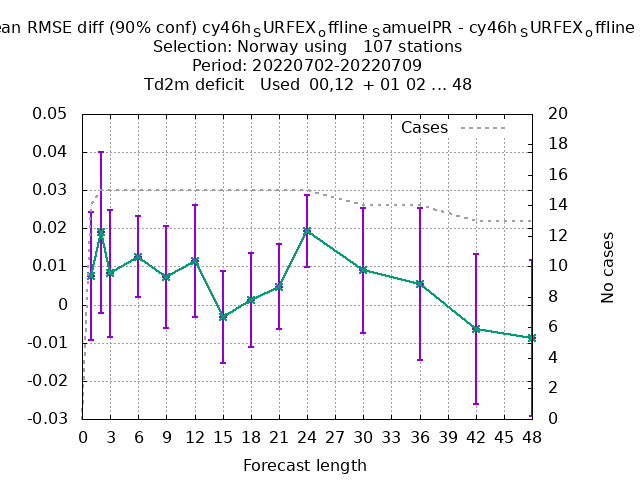 ean RMSE diff (90% conf) cy46h_SURFEX_offline_SamuelPR - cy46h_SURFEX_offline
Selection: Norway using 107 stations
Period: 20220702-20220709
Td2m deficit Used 00,12 + 01 02 ... 48
Cases
0.05
0.04
0.03
0.02
0.01
0
-0.01
-0.02
-0.03
20
18
16
14
12
10
8
6
4
2
0
No cases
0 3 6 9 12 15 18 21 24 27 30 33 36 39 42 45 48
Forecast length